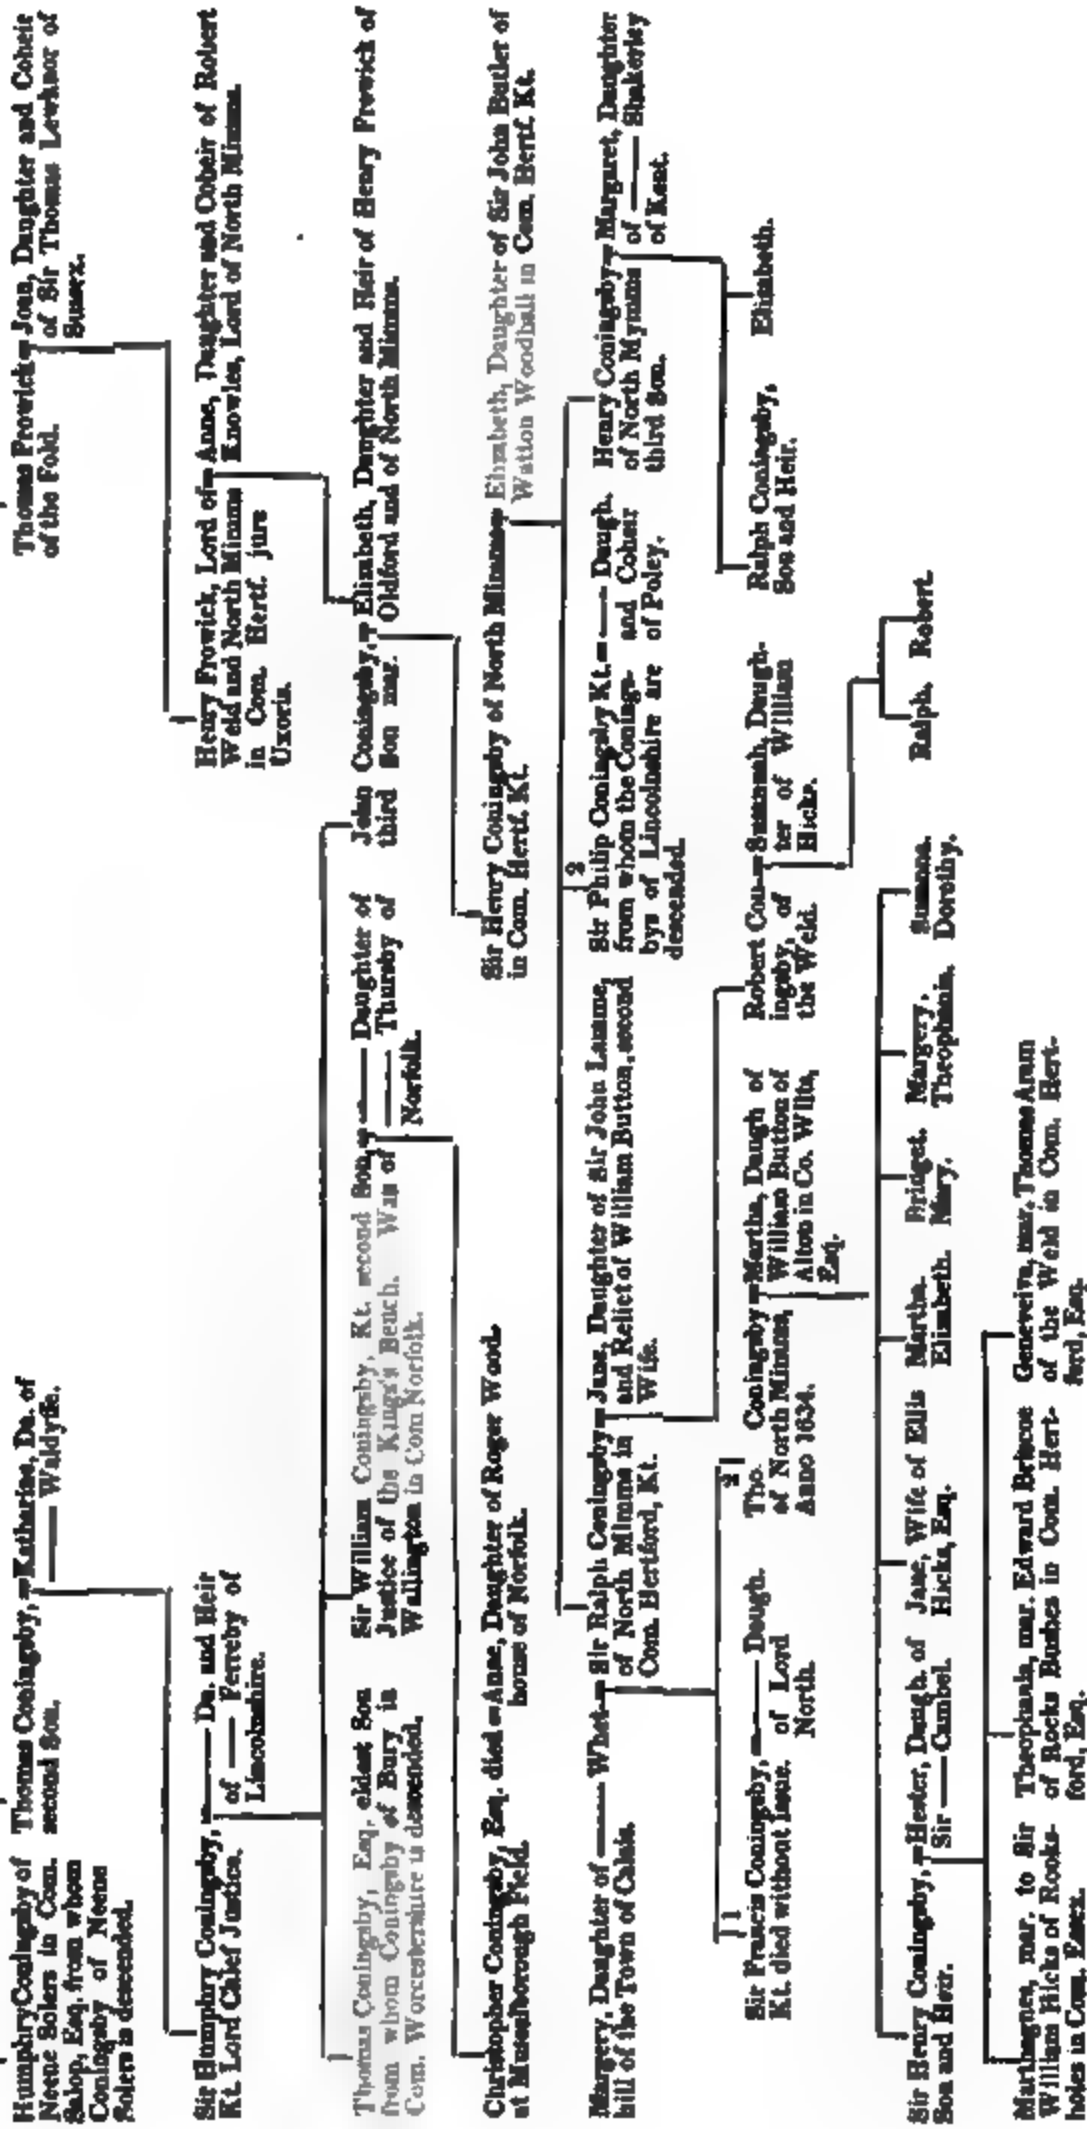 Humphry Coningsby of
Neene Solers in Com.
Salop, Esq. from whom
Coningsby of Neene
Solers is descended.
Thomas Coningsby,
second Son.
Katharine, Da. of
—— Waldyffe.
Thomas Frowick
of the Fold.
Joan, Daughter and Coheir
of Sir Thomas Lewknor of
Sussex.
Sir Humphry Coningsby,
Kt. Lord Chief Justice.
—— Da. and Heir
of —— Fereby of
Lincolnshire.
Henry Frowick, Lord of
Weld and North Mimms
in Com. Hertf. jure
Uxoris.
Anne, Daughter and Coheir of Robert
Knowles, Lord of North Mimms.
Thomas Coningsby, Esq. eldest Son
from whom Coningsby of Bury in
Com. Worcestershire is descended.
Sir William Coningsby, Kt. second Son,
Justice of the King's Bench. Was of
Wallington in Com Norfolk.
—— Daughter of
—— Thursby of
Norfolk.
John Coningsby,
third Son mar.
Elizabeth, Daughter and Heir of Henry Frowick of
Oldford and of North Mimms.
Christopher Coningsby, Esq. died
at Musselborough Field.
Anne, Daughter of Roger Wood,
house of Norfolk.
Sir Henry Coningsby of North Mimms
in Com. Hertf. Kt.
Elizabeth, Daughter of Sir John Butler of
Wation Woodhall in Com. Hertf. Kt.
Margery, Daughter of —— Whet-
hill of the Town of Calais.
Sir Ralph Coningsby
of North Mimms in
Com. Hertford, Kt.
Jane, Daughter of Sir John Lamme,
and Relict of William Button, second
Wife.
2
Sir Philip Coningsby Kt.
from whom the Conings-
bys of Lincolnshire are
descended.
—— Daugh.
and Coheir
of Poley.
Henry Coningsby
of North Mymms
third Son.
Margaret, Daughter
of —— Shakerley
of Kent.
1
Sir Francis Coningsby,
Kt. died without Issue.
—— Daugh.
of Lord
North.
2
Tho. Coningsby
of North Mimms,
Anno 1634.
Martha, Daugh of
William Button of
Alton in Co. Wilts,
Esq.
Robert Con-
ingsby, of
the Weld.
Susannah, Daugh-
ter of William
Hicks.
Ralph Coningsby,
Son and Heir.
Elizabeth.
Sir Henry Coningsby,
Son and Heir.
Hester, Daugh. of
Sir —— Cambel.
Jane, Wife of Ellis
Hicks, Esq.
Martha.
Elizabeth.
Bridget.
Mary.
Margery.
Theophania.
Susanna.
Dorothy.
Ralph. Robert.
mar. to Sir
William Hicks of Rooks-
holes in Com. Essex.
Theophania, mar. Edward Briscoe
of Rocks Bushes in Com. Hert-
ford, Esq.
Geneveiva, mar. Thomas Aram
of the Weld in Com. Hert-
ford, Esq.